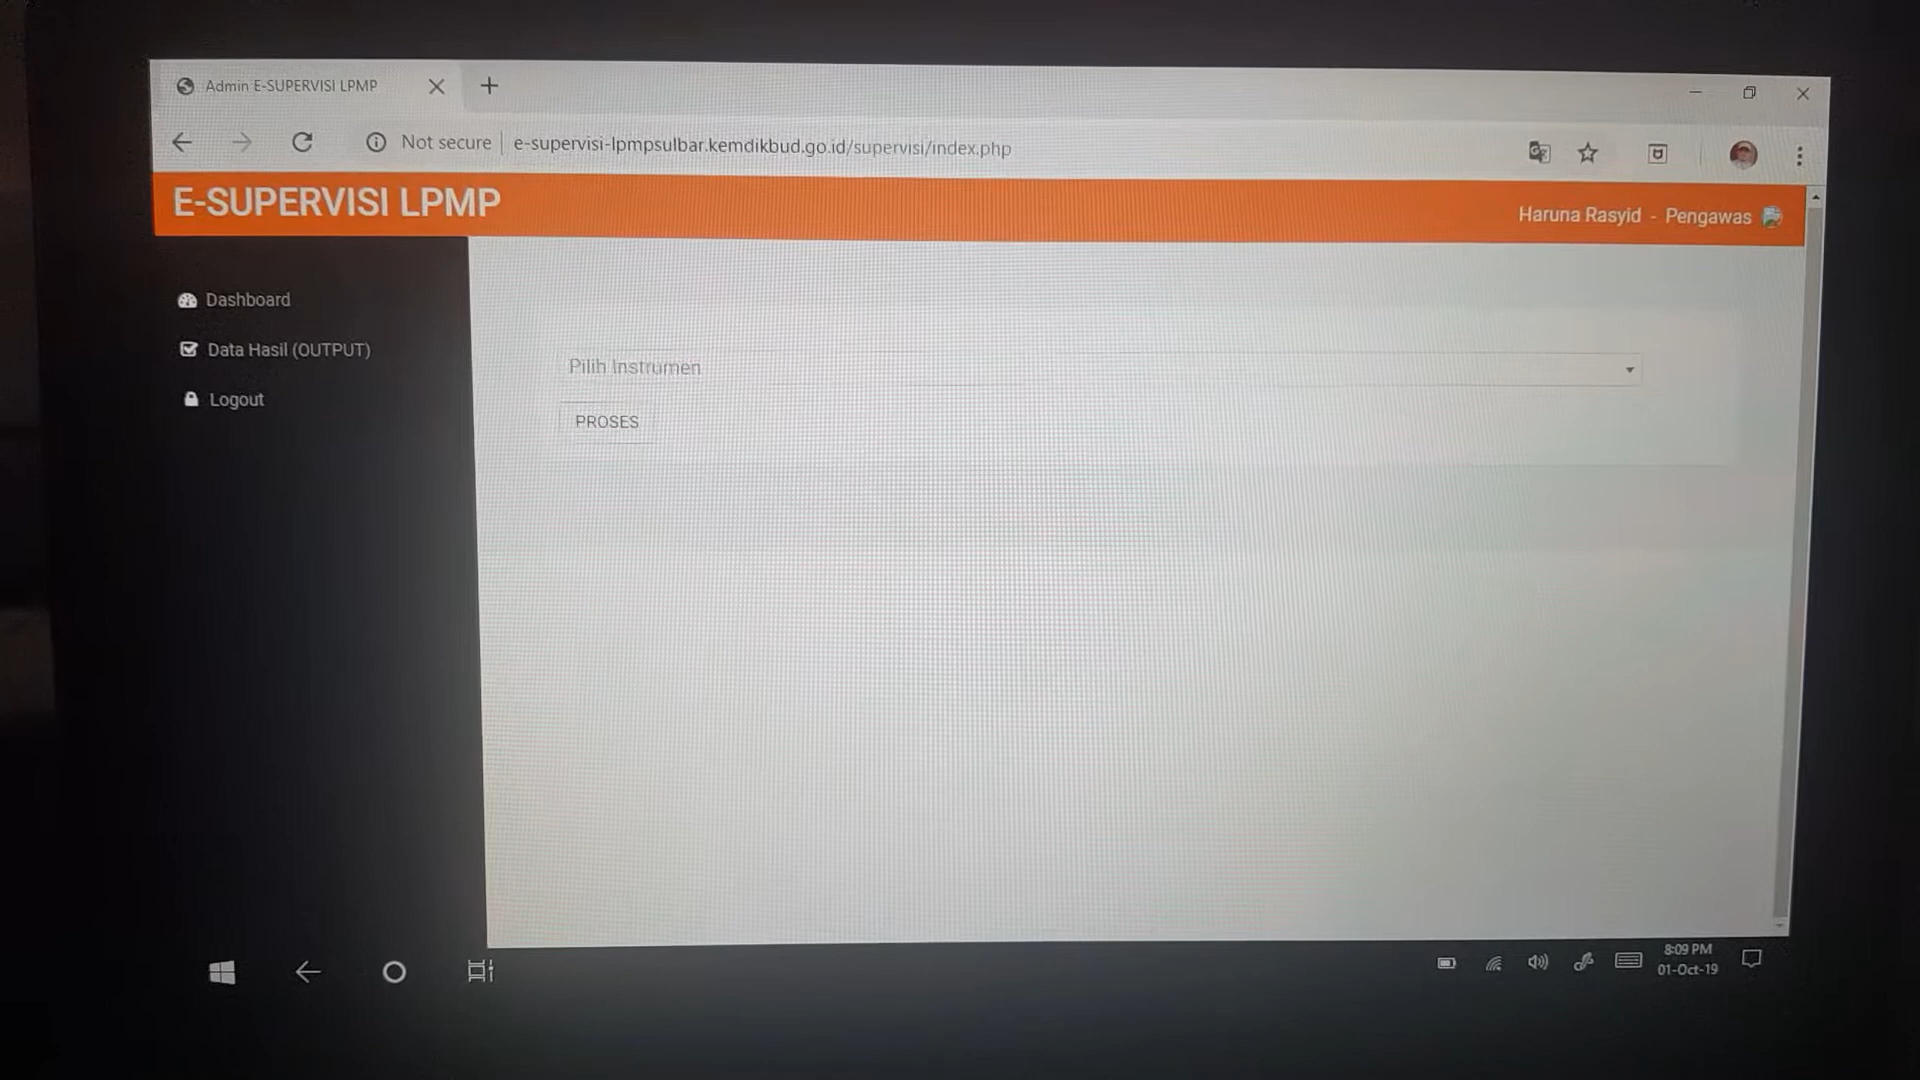 Admin E-SUPERVISI LPMP
Not secure
e-supervisi-lpmpsulbar.kemdikbud.go.id/supervisi/index.php
E-SUPERVISI LPMP
Haruna Rasyid - Pengawas
Dashboard
Data Hasil (OUTPUT)
Logout
Pilih Instrumen
PROSES
8:09 PM
01-Oct-19